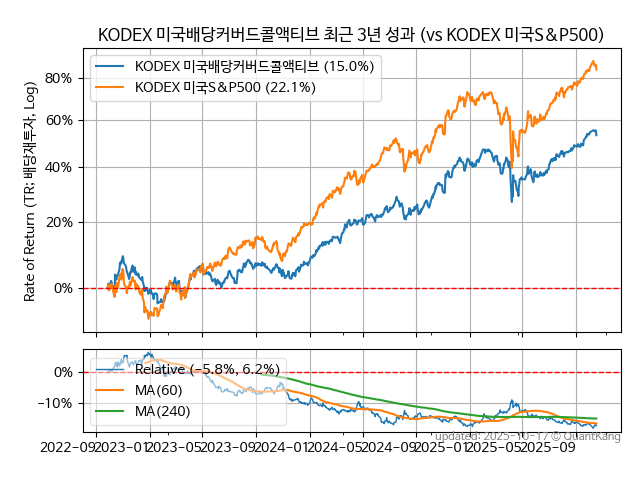 KODEX 미국배당커버드콜액티브 최근 3년 성과 (vs KODEX 미국S&P500)
KODEX 미국배당커버드콜액티브 (15.0%)
KODEX 미국S&P500 (22.1%)
Rate of Return (TR: 배당재투자, Log)
80%
60%
40%
20%
0%
Relative (−5.8%, 6.2%)
MA(60)
MA(240)
0%
−10%
2022−09
2023−01
2023−05
2023−09
2024−01
2024−05
2024−09
2025−01
2025−05
2025−09
updated: 2025-10-17 © QuantKang